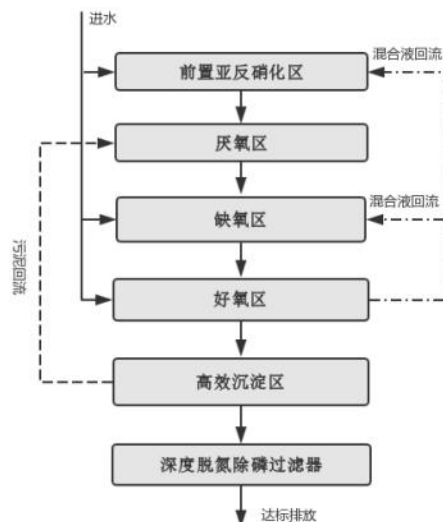 进水
混合液回流
前置亚反硝化区
厌氧区
混合液回流
缺氧区
污泥回流
好氧区
高效沉淀区
深度脱氮除磷过滤器
达标排放